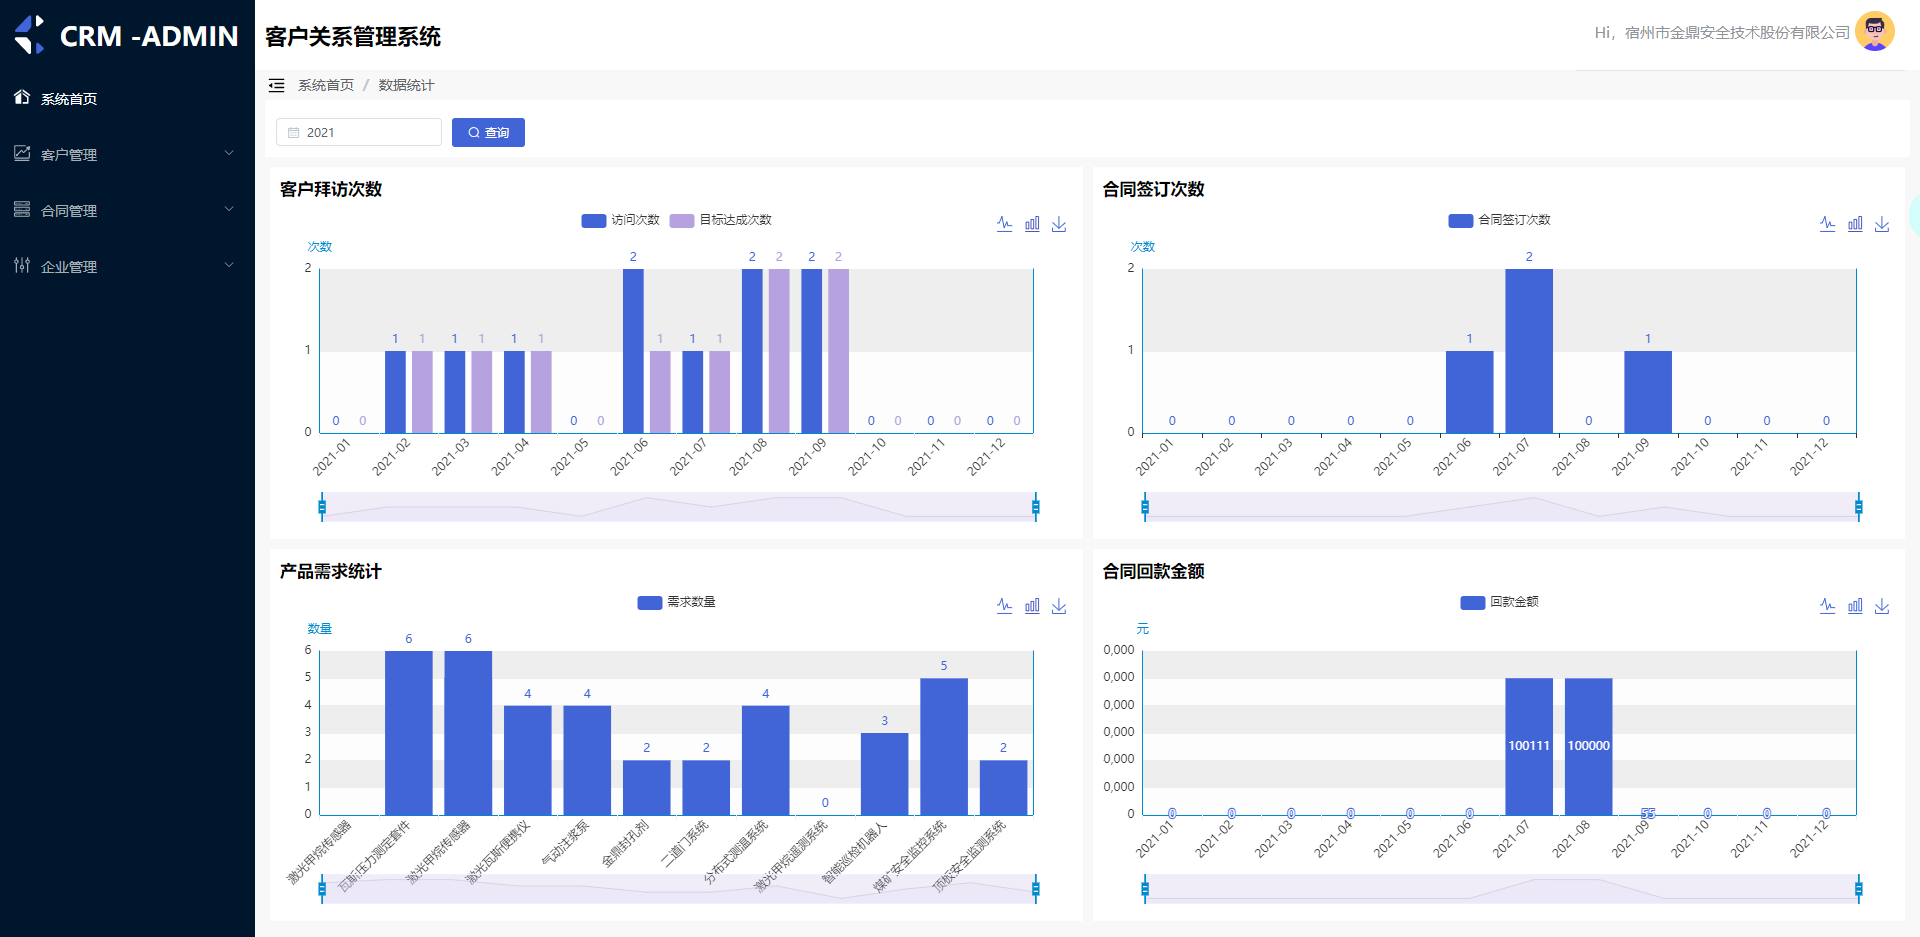 CRM -ADMIN
客户关系管理系统
Hi，宿州市金鼎安全技术股份有限公司
系统首页
客户管理
合同管理
企业管理
系统首页 / 数据统计
2021
查询
客户拜访次数
访问次数 目标达成次数
次数
2
1
0
0 0 1 1 1 1 1 1 0 0 2 1 1 1 2 2 2 2 0 0 0 0 0 0
2021-01 2021-02 2021-03 2021-04 2021-05 2021-06 2021-07 2021-08 2021-09 2021-10 2021-11 2021-12
合同签订次数
合同签订次数
次数
2
1
0
0 0 0 0 0 1 2 0 1 0 0 0
2021-01 2021-02 2021-03 2021-04 2021-05 2021-06 2021-07 2021-08 2021-09 2021-10 2021-11 2021-12
产品需求统计
需求数量
数量
6
5
4
3
2
1
0
6 6 4 4 2 2 4 0 3 5 2
激光甲烷传感器 瓦斯压力测定套件 激光甲烷传感器 激光瓦斯便携仪 气动注浆泵 金鼎封孔剂 二道门系统 分布式测温系统 激光甲烷遥测系统 智能巡检机器人 煤矿安全监控系统 顶板安全监测系统
合同回款金额
回款金额
元
0,000
0,000
0,000
0,000
0,000
0,000
0
0 0 0 0 0 0 100111 100000 55 0 0 0
2021-01 2021-02 2021-03 2021-04 2021-05 2021-06 2021-07 2021-08 2021-09 2021-10 2021-11 2021-12